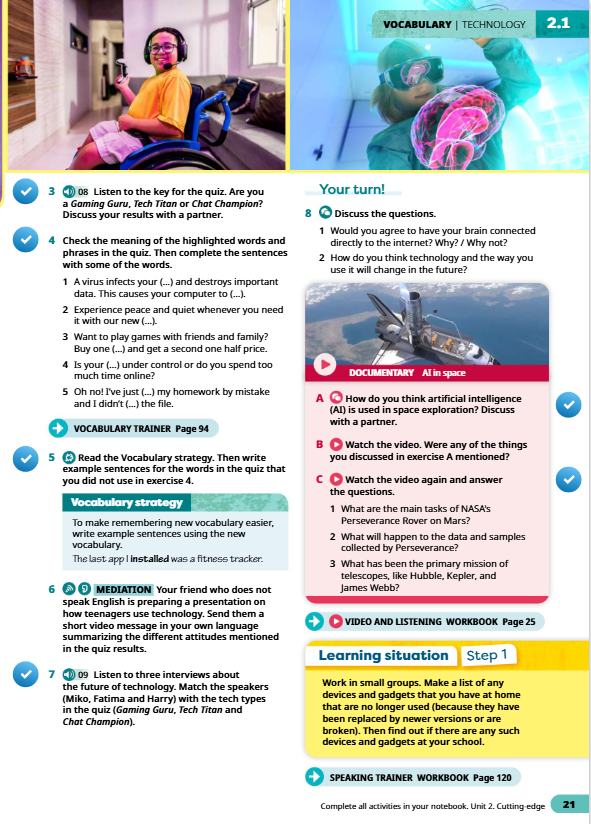 VOCABULARY | TECHNOLOGY 2.1
3 08 Listen to the key for the quiz. Are you
a Gaming Guru, Tech Titan or Chat Champion?
Discuss your results with a partner.
4 Check the meaning of the highlighted words and
phrases in the quiz. Then complete the sentences
with some of the words.
1 A virus infects your (...) and destroys important
data. This causes your computer to (...).
2 Experience peace and quiet whenever you need
it with our new (...).
3 Want to play games with friends and family?
Buy one (...) and get a second one half price.
4 Is your (...) under control or do you spend too
much time online?
5 Oh no! I've just (...) my homework by mistake
and I didn't (...) the file.
VOCABULARY TRAINER Page 94
5 Read the Vocabulary strategy. Then write
example sentences for the words in the quiz that
you did not use in exercise 4.
Vocabulary strategy
To make remembering new vocabulary easier,
write example sentences using the new
vocabulary.
The last app I installed was a fitness tracker.
6 MEDIATION Your friend who does not
speak English is preparing a presentation on
how teenagers use technology. Send them a
short video message in your own language
summarizing the different attitudes mentioned
in the quiz results.
7 09 Listen to three interviews about
the future of technology. Match the speakers
(Miko, Fatima and Harry) with the tech types
in the quiz (Gaming Guru, Tech Titan and
Chat Champion).
Your turn!
8 Discuss the questions.
1 Would you agree to have your brain connected
directly to the internet? Why? / Why not?
2 How do you think technology and the way you
use it will change in the future?
DOCUMENTARY AI in space
A How do you think artificial intelligence
(AI) is used in space exploration? Discuss
with a partner.
B Watch the video. Were any of the things
you discussed in exercise A mentioned?
C Watch the video again and answer
the questions.
1 What are the main tasks of NASA's
Perseverance Rover on Mars?
2 What will happen to the data and samples
collected by Perseverance?
3 What has been the primary mission of
telescopes, like Hubble, Kepler, and
James Webb?
VIDEO AND LISTENING WORKBOOK Page 25
Learning situation Step 1
Work in small groups. Make a list of any
devices and gadgets that you have at home
that are no longer used (because they have
been replaced by newer versions or are
broken). Then find out if there are any such
devices and gadgets at your school.
SPEAKING TRAINER WORKBOOK Page 120
Complete all activities in your notebook. Unit 2. Cutting-edge 21